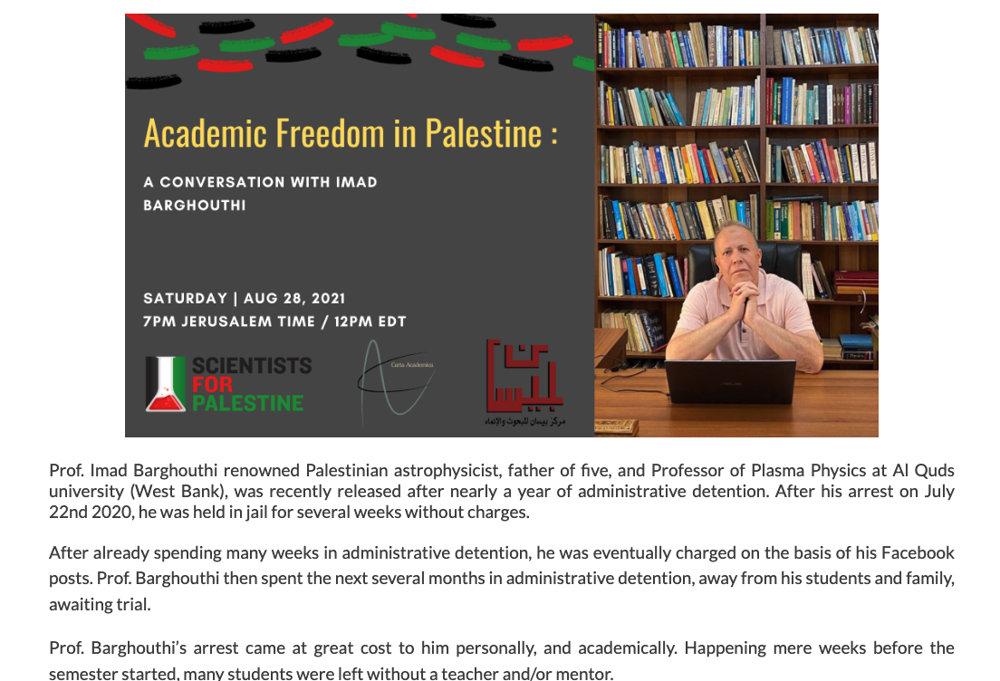 Academic Freedom in Palestine :
A CONVERSATION WITH IMAD
BARGHOUTHI
SATURDAY | AUG 28, 2021
7PM JERUSALEM TIME / 12PM EDT
SCIENTISTS
FOR
PALESTINE
Carta Academica
بيسان
مركز بيسان للبحوث والإنماء
ASUS
Prof. Imad Barghouthi renowned Palestinian astrophysicist, father of five, and Professor of Plasma Physics at Al Quds
university (West Bank), was recently released after nearly a year of administrative detention. After his arrest on July
22nd 2020, he was held in jail for several weeks without charges.
After already spending many weeks in administrative detention, he was eventually charged on the basis of his Facebook
posts. Prof. Barghouthi then spent the next several months in administrative detention, away from his students and family,
awaiting trial.
Prof. Barghouthi’s arrest came at great cost to him personally, and academically. Happening mere weeks before the
semester started, many students were left without a teacher and/or mentor.